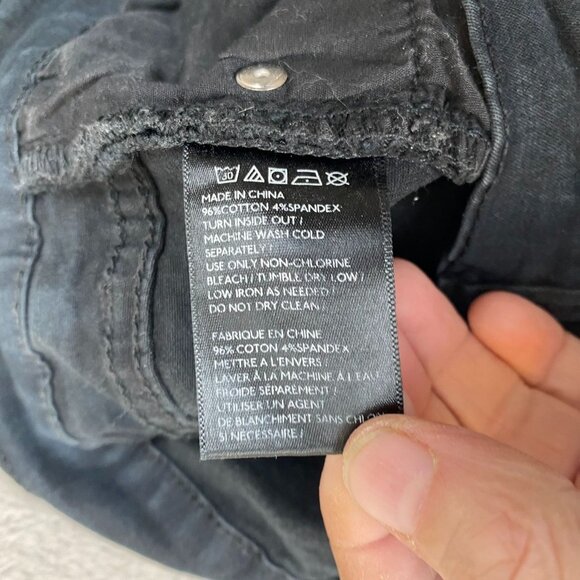 30
MADE IN CHINA
96%COTTON 4%SPANDEX
TURN INSIDE OUT /
MACHINE WASH COLD
SEPARATELY /
USE ONLY NON-CHLORINE
BLEACH / TUMBLE DRY LOW /
LOW IRON AS NEEDED /
DO NOT DRY CLEAN
FABRIQUE EN CHINE
96% COTON 4%SPANDEX
METTRE A L'ENVERS /
LAVER À LA MACHINE À L'EAU
FROIDE SÉPAREMENT /
UTILISER UN AGENT
DE BLANCHIMENT SANS
SI NECESSAIRE /